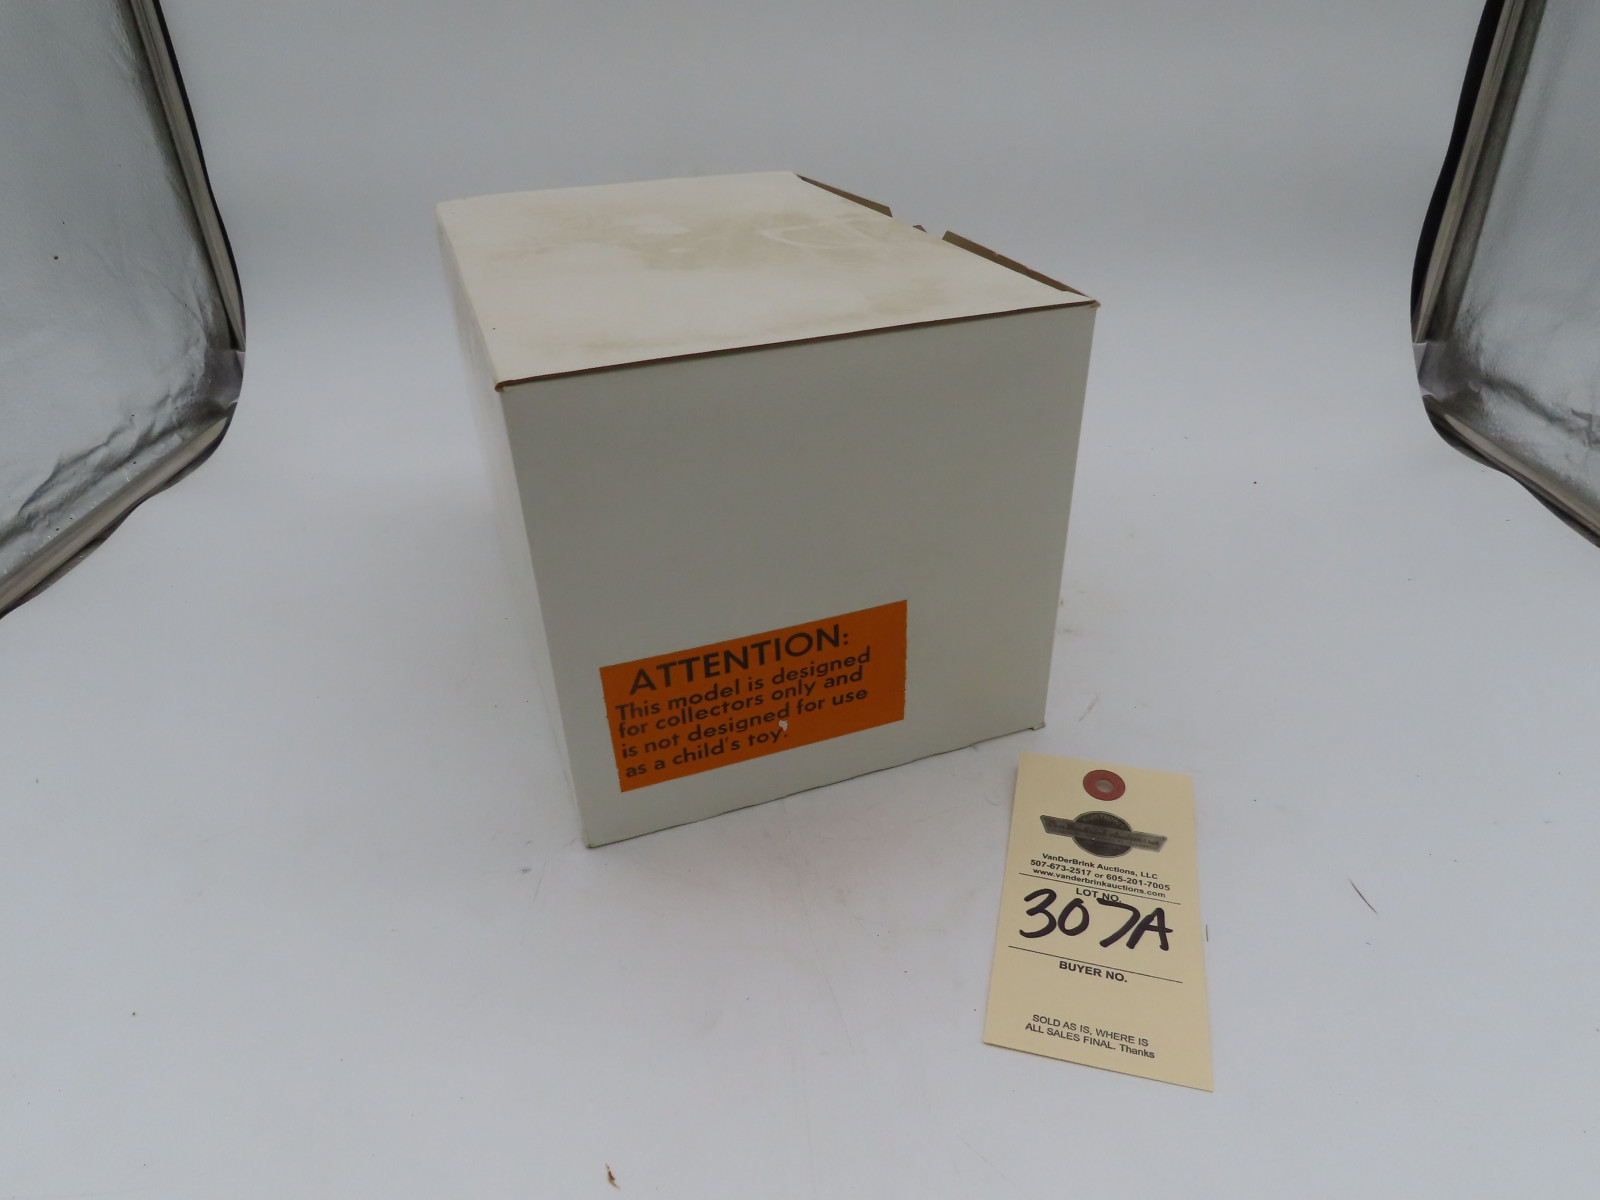 ATTENTION:
This model is designed
for collectors only and
is not designed for use
as a child's toy.
VanDerBrink Auctions, LLC
507-673-2517 or 605-201-7005
www.vanderbrinkauctions.com
LOT NO.
307A
BUYER NO.
SOLD AS IS, WHERE IS
ALL SALES FINAL. Thanks